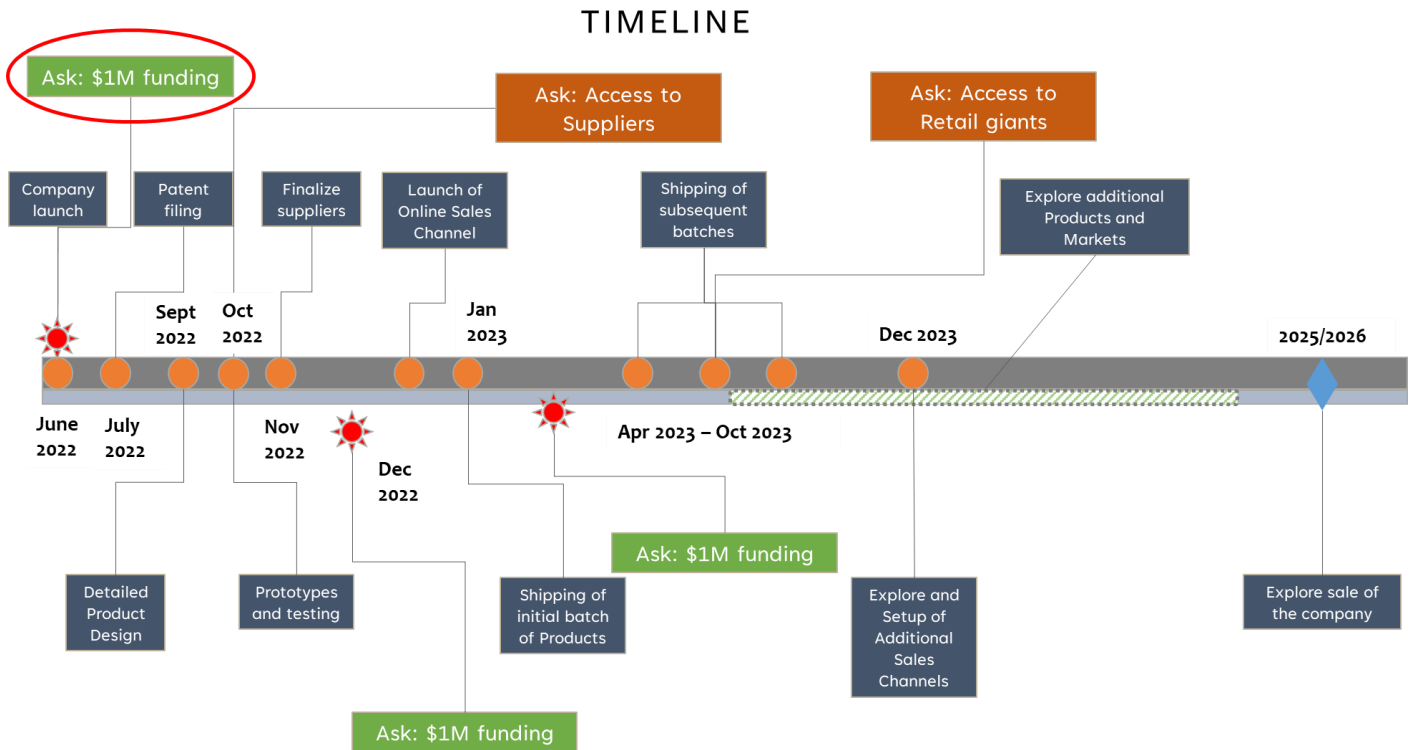 TIMELINE
Ask: $1M funding
Ask: Access to
Suppliers
Ask: Access to
Retail giants
Company
launch
Patent
filing
Finalize
suppliers
Launch of
Online Sales
Channel
Shipping of
subsequent
batches
Explore additional
Products and
Markets
Sept
2022
Oct
2022
Jan
2023
Dec 2023
2025/2026
June
2022
July
2022
Nov
2022
Dec
2022
Apr 2023 – Oct 2023
Ask: $1M funding
Detailed
Product
Design
Prototypes
and testing
Shipping of
initial batch
of Products
Explore and
Setup of
Additional
Sales
Channels
Explore sale of
the company
Ask: $1M funding